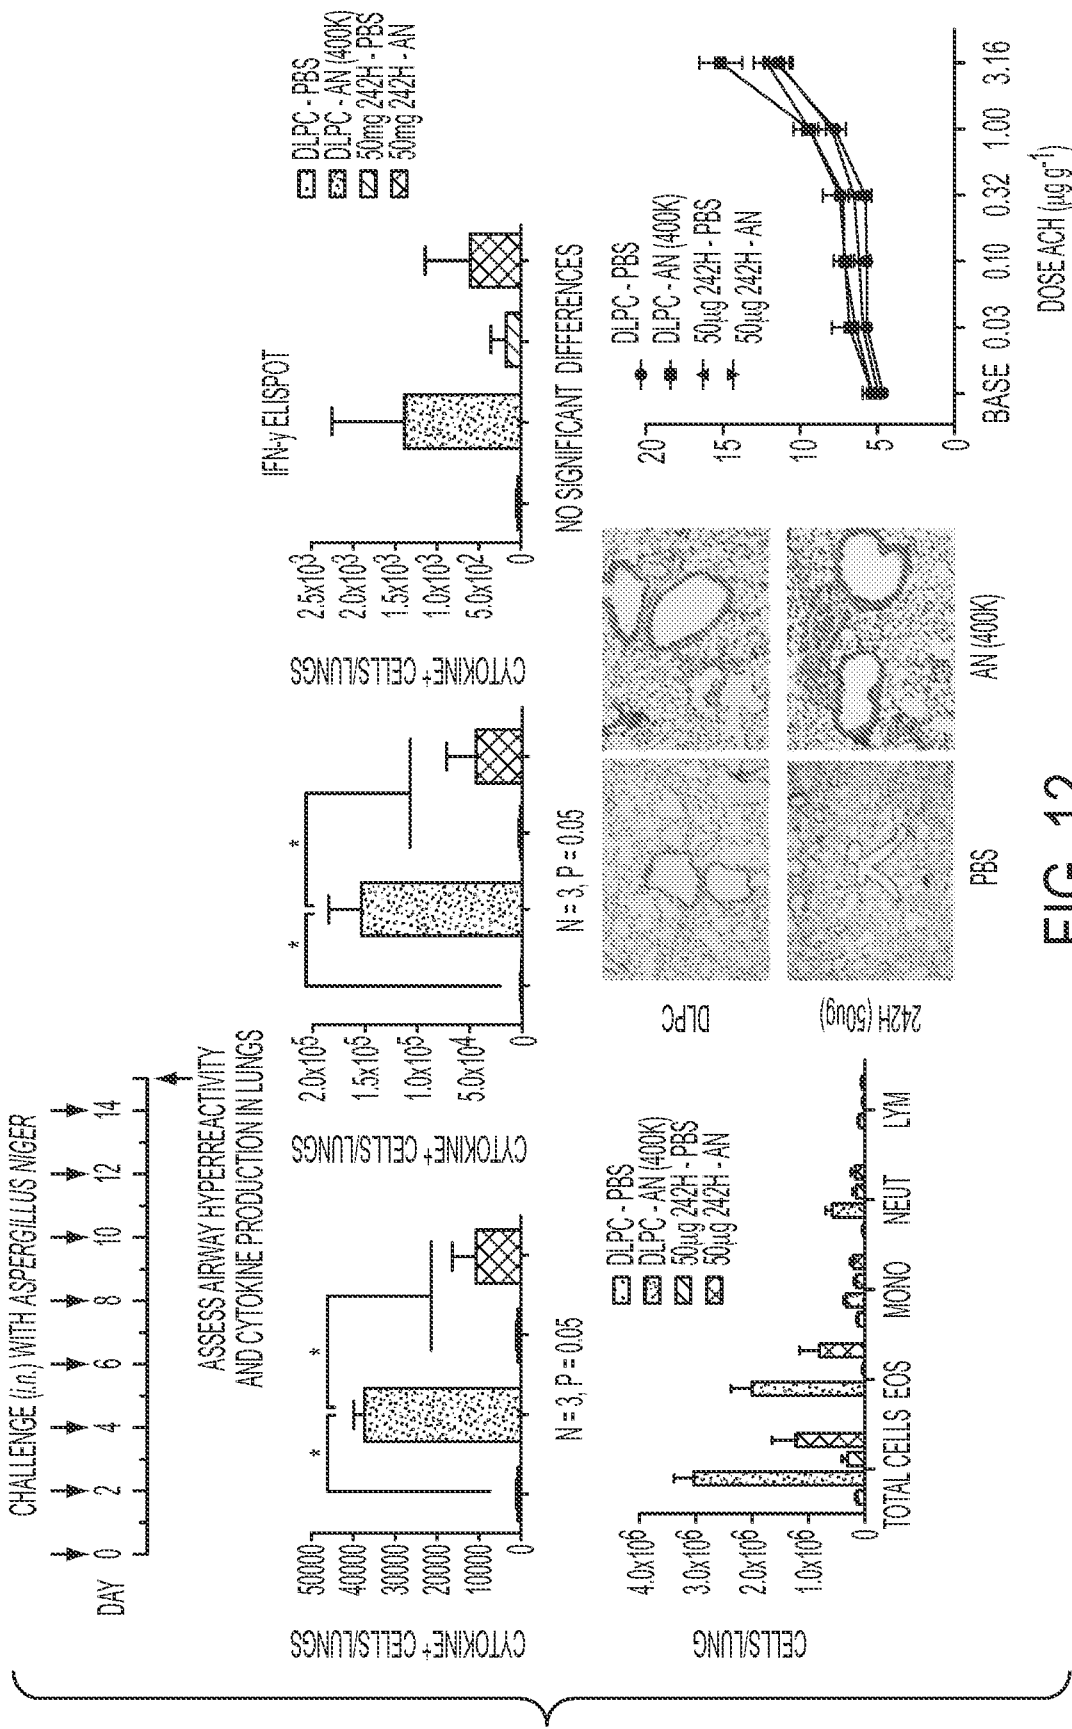 CHALLENGE (i.n.) WITH ASPERGILLUS NIGER
DAY
0 2 4 6 8 10 12 14
ASSESS AIRWAY HYPERREACTIVITY
AND CYTOKINE PRODUCTION IN LUNGS
CYTOKINE+ CELLS/LUNGS
50000
40000
30000
20000
10000
0
* *
N = 3, P = 0.05
CYTOKINE+ CELLS/LUNGS
2.0x10⁵
1.5x10⁵
1.0x10⁵
5.0x10⁴
0
* *
N = 3, P = 0.05
IFN-γ ELISPOT
CYTOKINE+ CELLS/LUNGS
2.5x10³
2.0x10³
1.5x10³
1.0x10³
5.0x10²
0
NO SIGNIFICANT DIFFERENCES
DLPC - PBS
DLPC - AN (400K)
50mg 242H - PBS
50mg 242H - AN
CELLS/LUNG
4.0x10⁶
3.0x10⁶
2.0x10⁶
1.0x10⁶
0
TOTAL CELLS EOS MONO NEUT LYM
DLPC - PBS
DLPC - AN (400K)
50µg 242H - PBS
50µg 242H - AN
DLPC
242H (50ug)
PBS AN (400K)
20
15
10
5
0
DLPC - PBS
DLPC - AN (400K)
50µg 242H - PBS
50µg 242H - AN
BASE 0.03 0.10 0.32 1.00 3.16
DOSE ACH (µg g⁻¹)
FIG. 12